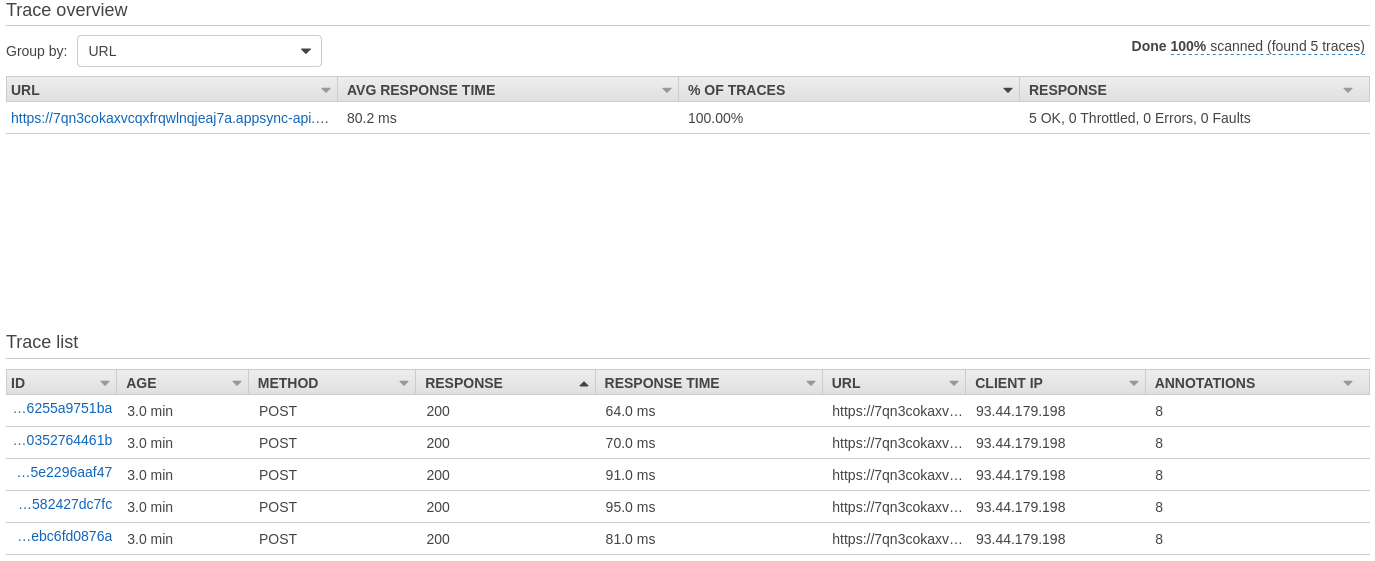 Trace overview
Group by: URL Done 100% scanned (found 5 traces)
URL AVG RESPONSE TIME % OF TRACES RESPONSE
https://7qn3cokaxvcqxfrqwlnqjeaj7a.appsync-api.… 80.2 ms 100.00% 5 OK, 0 Throttled, 0 Errors, 0 Faults
Trace list
ID AGE METHOD RESPONSE RESPONSE TIME URL CLIENT IP ANNOTATIONS
…6255a9751ba 3.0 min POST 200 64.0 ms https://7qn3cokaxv… 93.44.179.198 8
…0352764461b 3.0 min POST 200 70.0 ms https://7qn3cokaxv… 93.44.179.198 8
…5e2296aaf47 3.0 min POST 200 91.0 ms https://7qn3cokaxv… 93.44.179.198 8
…582427dc7fc 3.0 min POST 200 95.0 ms https://7qn3cokaxv… 93.44.179.198 8
…ebc6fd0876a 3.0 min POST 200 81.0 ms https://7qn3cokaxv… 93.44.179.198 8